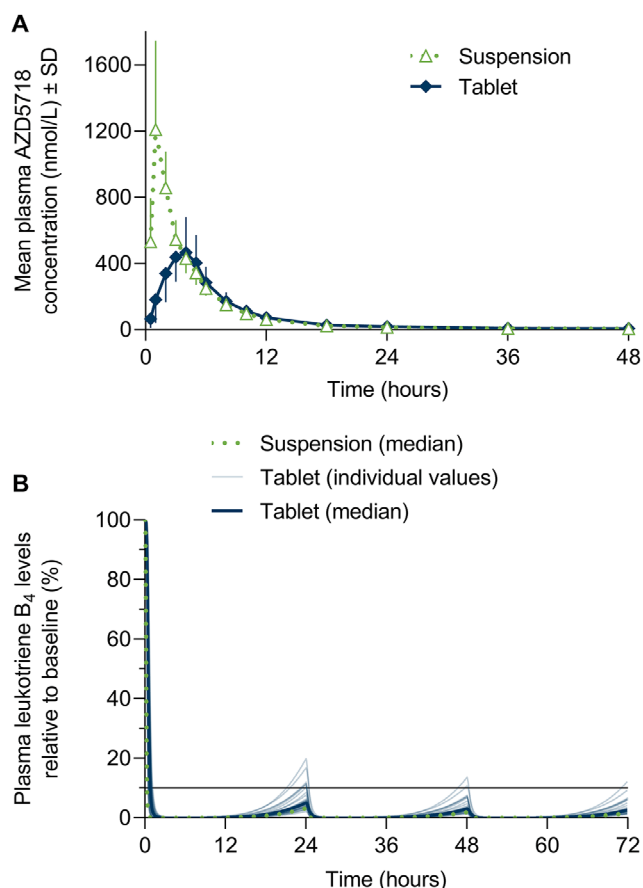 A
Mean plasma AZD5718
concentration (nmol/L) ± SD
1600
1200
800
400
0
Suspension
Tablet
0 12 24 36 48
Time (hours)
Suspension (median)
Tablet (individual values)
Tablet (median)
B
Plasma leukotriene B4 levels
relative to baseline (%)
100
80
60
40
20
0
0 12 24 36 48 60 72
Time (hours)